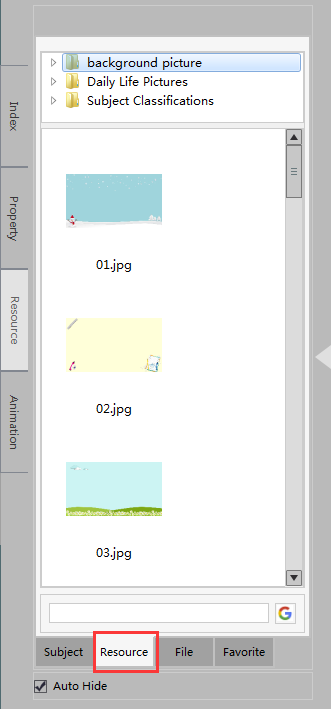 background picture
Daily Life Pictures
Subject Classifications
Index
Property
Resource
Animation
01.jpg
02.jpg
03.jpg
G
Subject
Resource
File
Favorite
Auto Hide